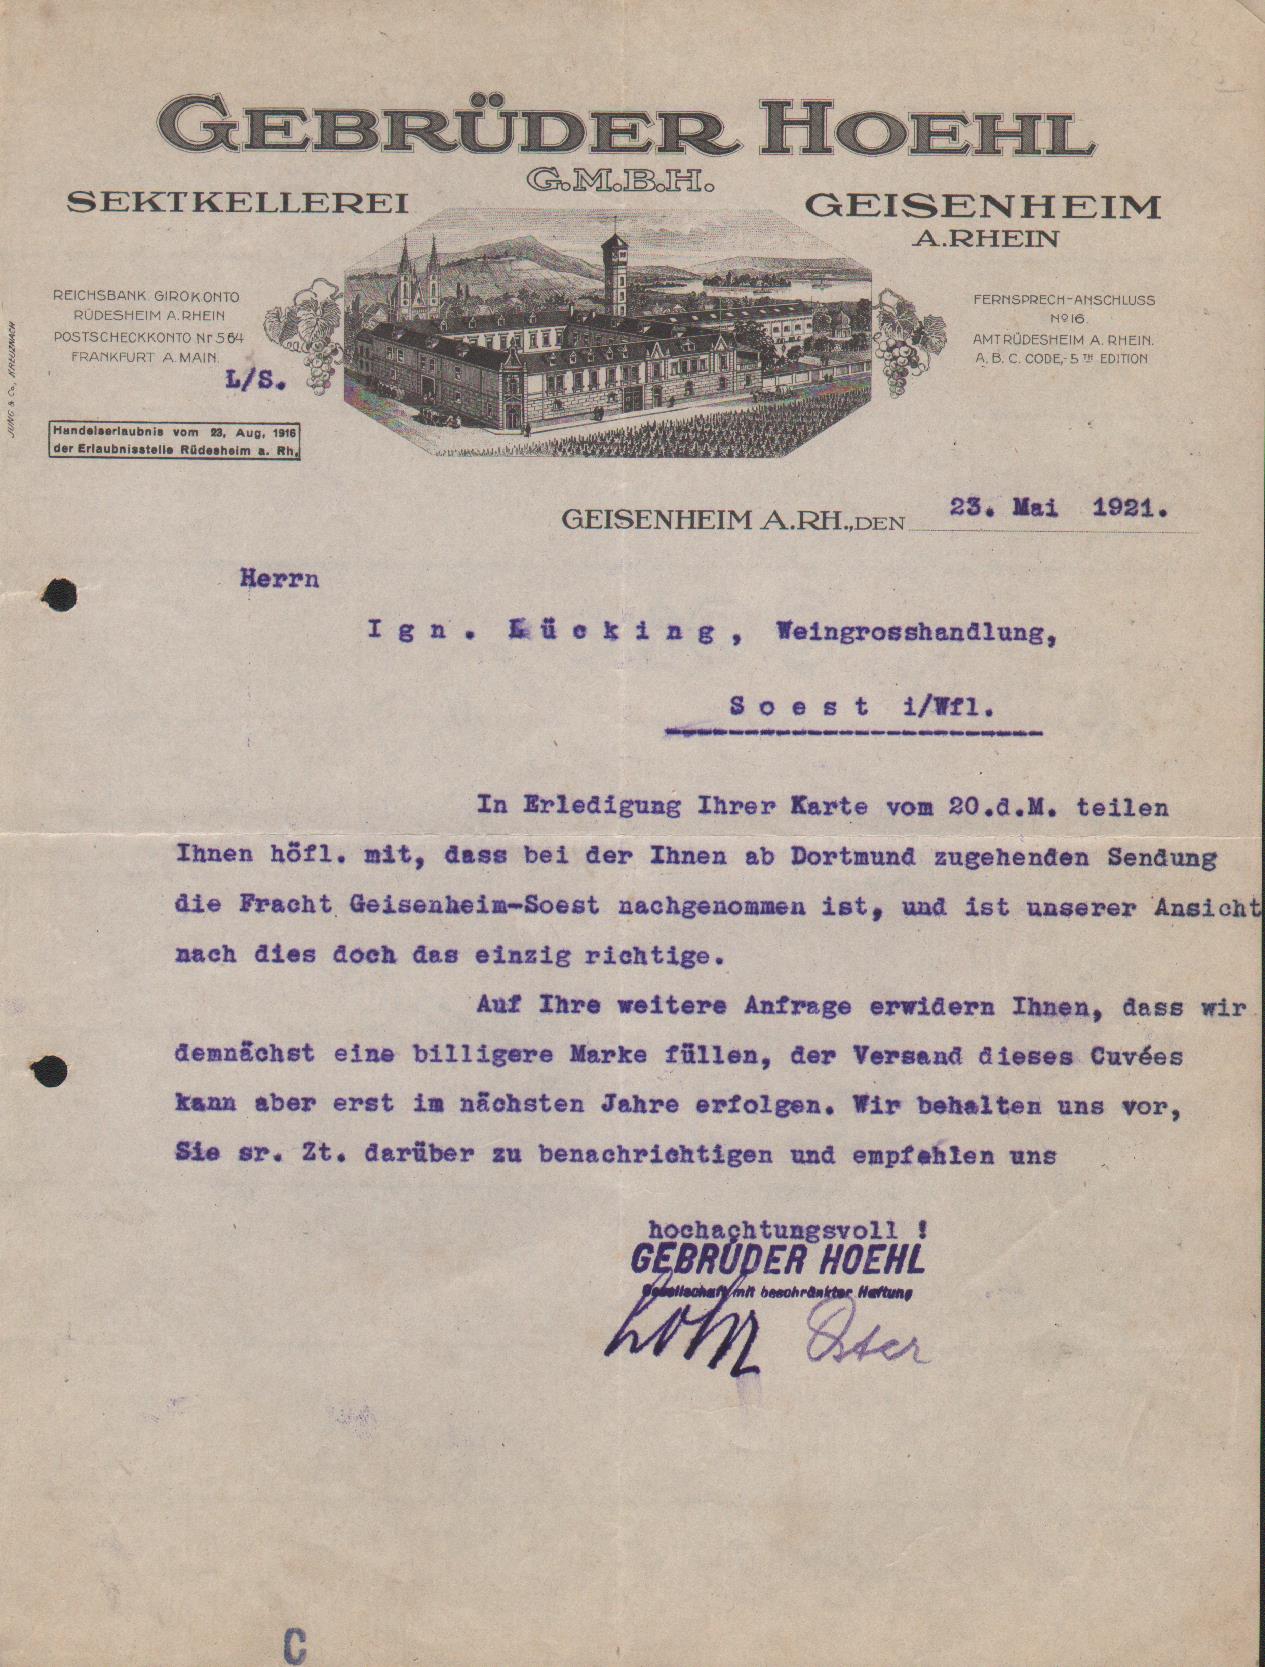 GEBRÜDER HOEHL
G.M.B.H.
SEKTKELLEREI
GEISENHEIM
A.RHEIN
REICHSBANK GIROKONTO
RÜDESHEIM A.RHEIN
POSTSCHECKKONTO Nr 564
FRANKFURT A.MAIN.
FERNSPRECH-ANSCHLUSS
Nº 16.
AMT RÜDESHEIM A. RHEIN.
A.B.C. CODE,-5TH EDITION
JUNG & Co., KREUZNACH
L/S.
Handelserlaubnis vom 23. Aug. 1916
der Erlaubnisstelle Rüdesheim a. Rh.
GEISENHEIM A.RH., DEN 23. Mai 1921.
Herrn
Ign. Lücking, Weingrosshandlung,
Soest i/Wfl.
In Erledigung Ihrer Karte vom 20.d.M. teilen
Ihnen höfl. mit, dass bei der Ihnen ab Dortmund zugehenden Sendung
die Fracht Geisenheim-Soest nachgenommen ist, und ist unserer Ansicht
nach dies doch das einzig richtige.
Auf Ihre weitere Anfrage erwidern Ihnen, dass wir
demnächst eine billigere Marke füllen, der Versand dieses Cuvées
kann aber erst im nächsten Jahre erfolgen. Wir behalten uns vor,
Sie sr. Zt. darüber zu benachrichtigen und empfehlen uns
hochachtungsvoll !
GEBRÜDER HOEHL
Gesellschaft mit beschränkter Haftung
Oster
C